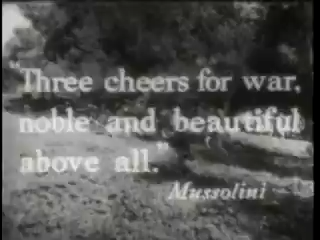 "Three cheers for war,
noble and beautiful
above all."
Mussolini